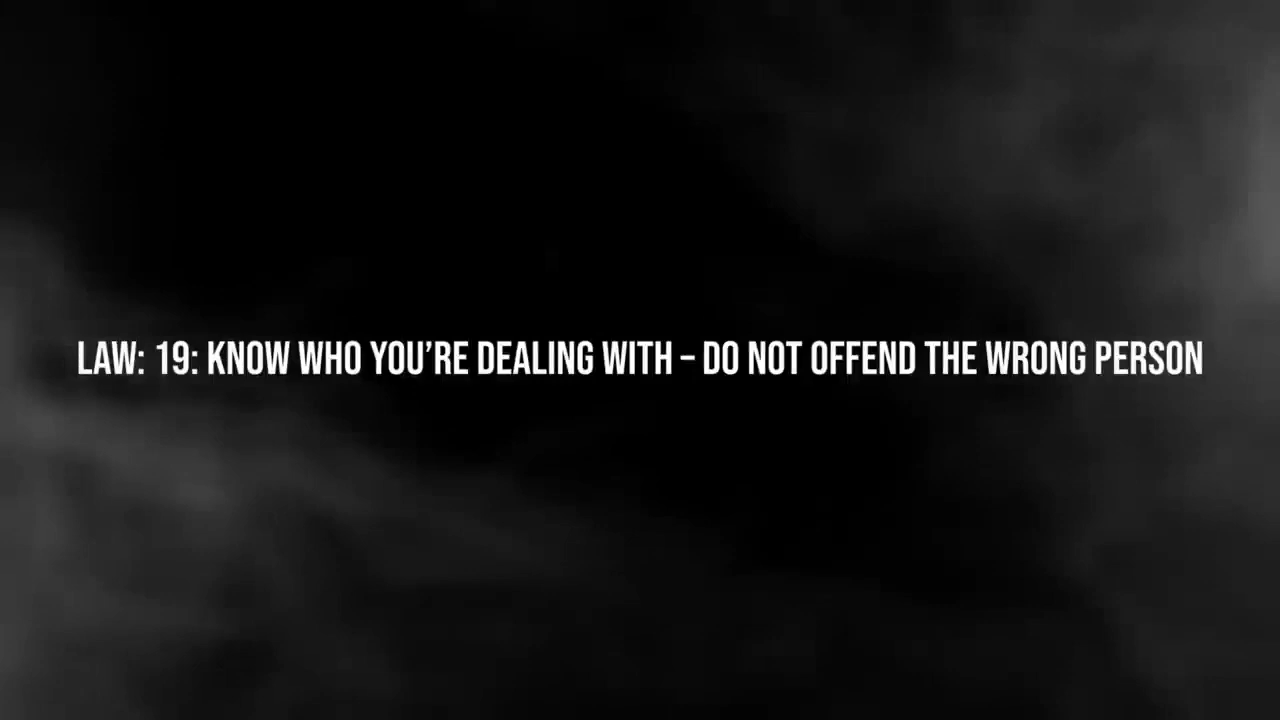 LAW: 19: KNOW WHO YOU’RE DEALING WITH – DO NOT OFFEND THE WRONG PERSON